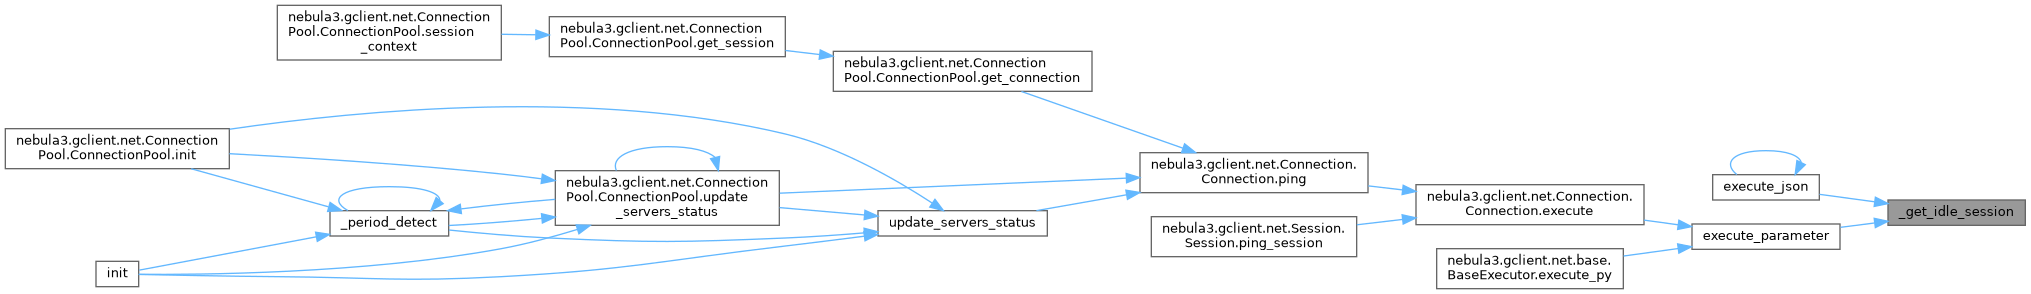 nebula3.gclient.net.Connection
Pool.ConnectionPool.session
_context
nebula3.gclient.net.Connection
Pool.ConnectionPool.get_session
nebula3.gclient.net.Connection
Pool.ConnectionPool.get_connection
nebula3.gclient.net.Connection
Pool.ConnectionPool.init
nebula3.gclient.net.Connection
Pool.ConnectionPool.update
_servers_status
_period_detect
init
update_servers_status
nebula3.gclient.net.Connection.
Connection.ping
nebula3.gclient.net.Session.
Session.ping_session
nebula3.gclient.net.Connection.
Connection.execute
nebula3.gclient.net.base.
BaseExecutor.execute_py
execute_json
execute_parameter
_get_idle_session